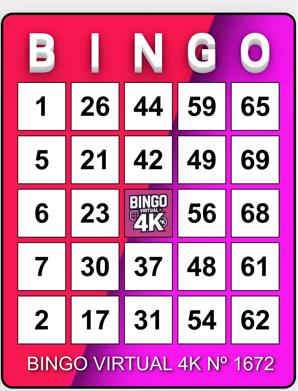 B I N G O
1 26 44 59 65
5 21 42 49 69
6 23 BINGO VIRTUAL 4K 56 68
7 30 37 48 61
2 17 31 54 62
BINGO VIRTUAL 4K Nº 1672